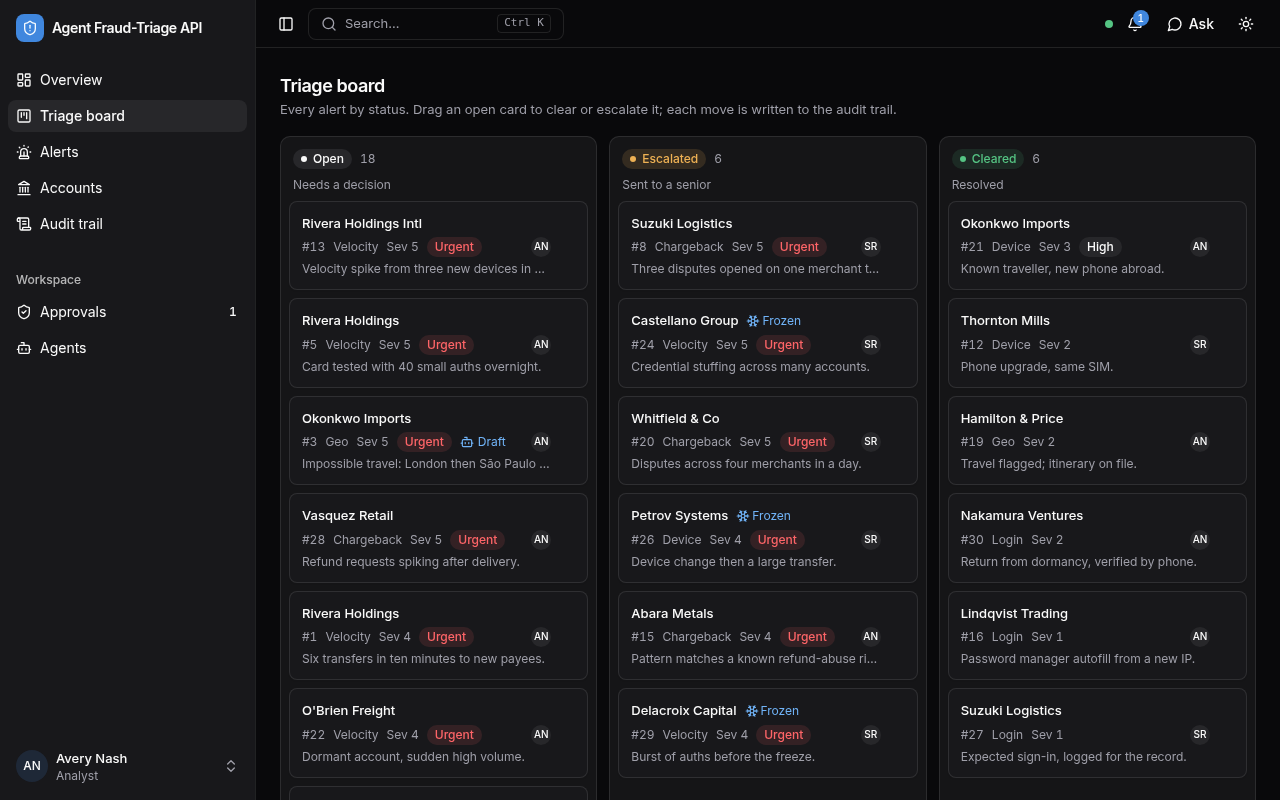 Agent Fraud-Triage API
Overview
Triage board
Alerts
Accounts
Audit trail
Workspace
Approvals 1
Agents
AN
Avery Nash
Analyst
Search... Ctrl K
1
Ask
Triage board
Every alert by status. Drag an open card to clear or escalate it; each move is written to the audit trail.
Open 18
Needs a decision
Rivera Holdings Intl
#13 Velocity Sev 5 Urgent AN
Velocity spike from three new devices in ...
Rivera Holdings
#5 Velocity Sev 5 Urgent AN
Card tested with 40 small auths overnight.
Okonkwo Imports
#3 Geo Sev 5 Urgent Draft AN
Impossible travel: London then São Paulo ...
Vasquez Retail
#28 Chargeback Sev 5 Urgent AN
Refund requests spiking after delivery.
Rivera Holdings
#1 Velocity Sev 4 Urgent AN
Six transfers in ten minutes to new payees.
O'Brien Freight
#22 Velocity Sev 4 Urgent AN
Dormant account, sudden high volume.
Escalated 6
Sent to a senior
Suzuki Logistics
#8 Chargeback Sev 5 Urgent SR
Three disputes opened on one merchant t...
Castellano Group Frozen
#24 Velocity Sev 5 Urgent SR
Credential stuffing across many accounts.
Whitfield & Co
#20 Chargeback Sev 5 Urgent SR
Disputes across four merchants in a day.
Petrov Systems Frozen
#26 Device Sev 4 Urgent SR
Device change then a large transfer.
Abara Metals
#15 Chargeback Sev 4 Urgent AN
Pattern matches a known refund-abuse ri...
Delacroix Capital Frozen
#29 Velocity Sev 4 Urgent SR
Burst of auths before the freeze.
Cleared 6
Resolved
Okonkwo Imports
#21 Device Sev 3 High AN
Known traveller, new phone abroad.
Thornton Mills
#12 Device Sev 2 SR
Phone upgrade, same SIM.
Hamilton & Price
#19 Geo Sev 2 AN
Travel flagged; itinerary on file.
Nakamura Ventures
#30 Login Sev 2 AN
Return from dormancy, verified by phone.
Lindqvist Trading
#16 Login Sev 1 AN
Password manager autofill from a new IP.
Suzuki Logistics
#27 Login Sev 1 SR
Expected sign-in, logged for the record.